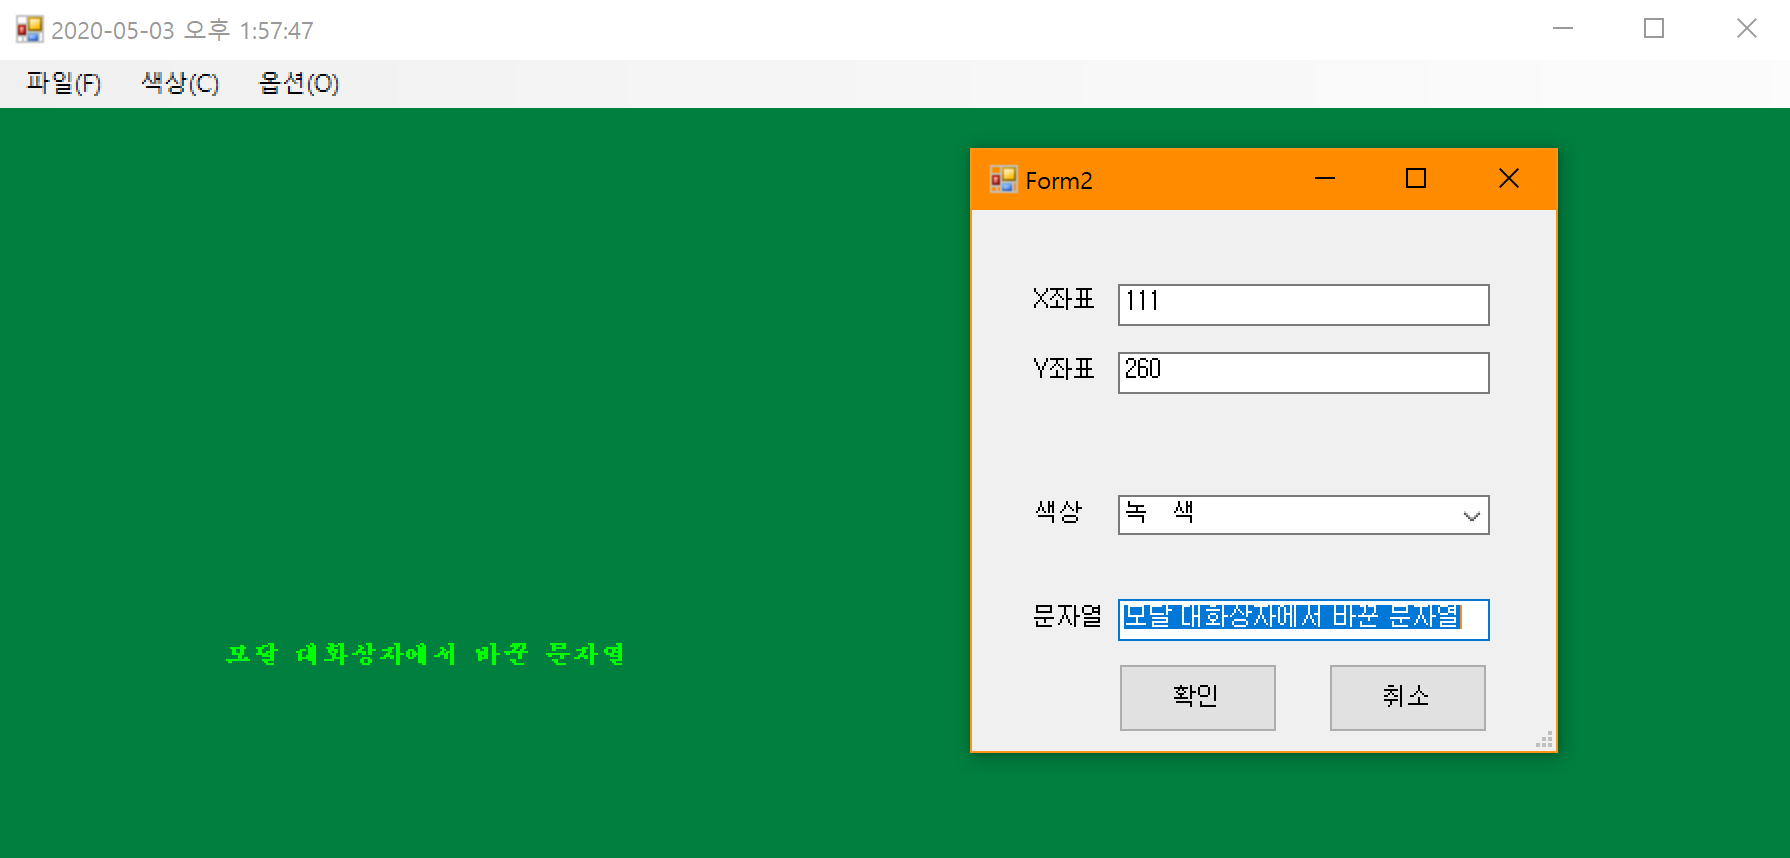 2020-05-03 오후 1:57:47
파일(F) 색상(C) 옵션(O)
Form2
X좌표 111
Y좌표 260
색상 녹 색
문자열 모달 대화상자에서 바꾼 문자열
모달 대화상자에서 바꾼 문자열
확인 취소